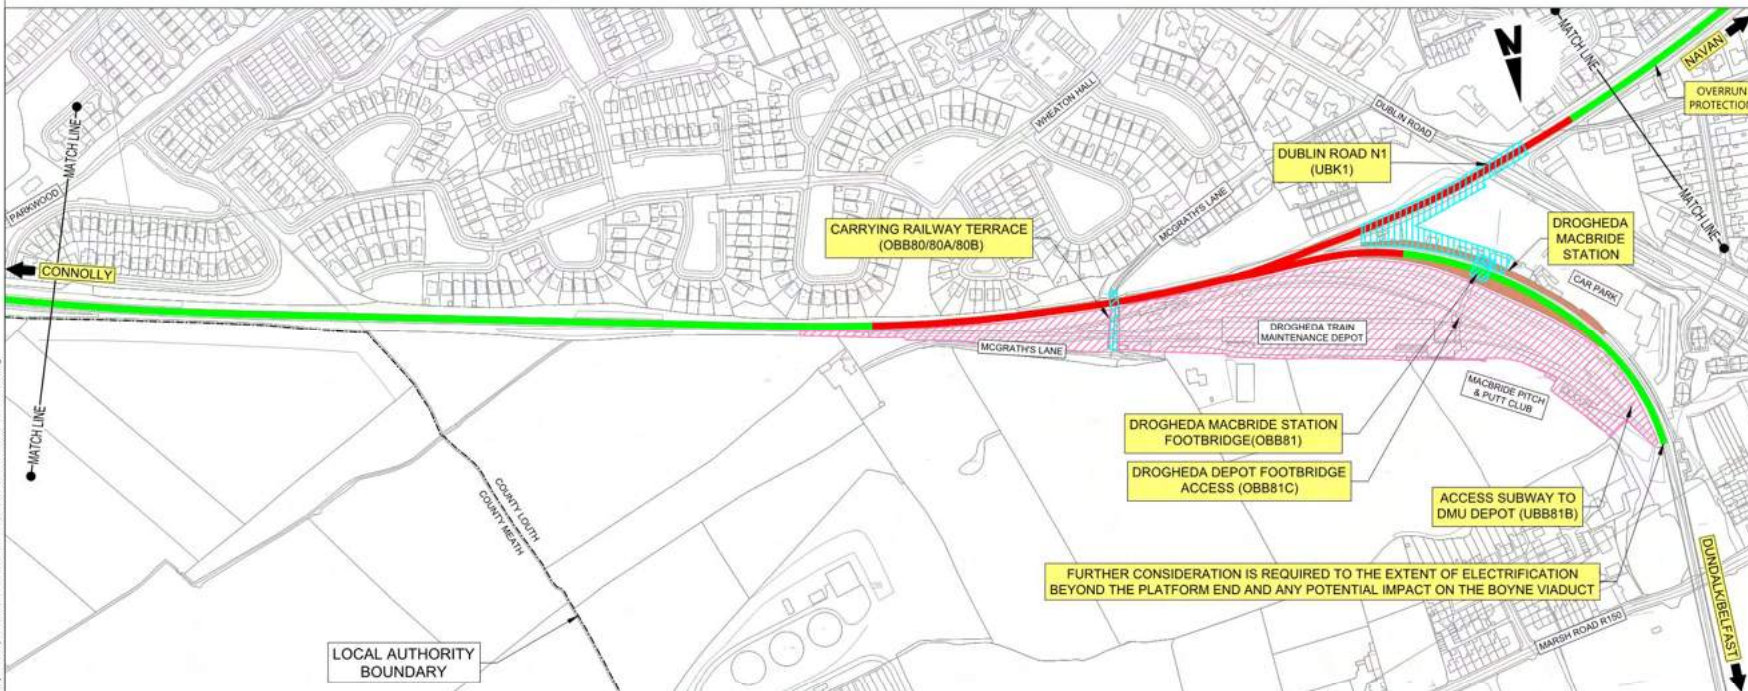 MATCH LINE
MATCH LINE
PARKWOOD
CONNOLLY
WHEATON HALL
DUBLIN ROAD
N
MATCH LINE
MATCH LINE
NAVAN
OVERRUN
PROTECTION
DUBLIN ROAD N1
(UBK1)
MCGRATH'S LANE
CARRYING RAILWAY TERRACE
(OBB80/80A/80B)
DROGHEDA
MACBRIDE
STATION
CAR PARK
DROGHEDA TRAIN
MAINTENANCE DEPOT
MCGRATH'S LANE
MACBRIDE PITCH
& PUTT CLUB
DROGHEDA MACBRIDE STATION
FOOTBRIDGE(OBB81)
DROGHEDA DEPOT FOOTBRIDGE
ACCESS (OBB81C)
ACCESS SUBWAY TO
DMU DEPOT (UBB81B)
COUNTY LOUTH
COUNTY MEATH
FURTHER CONSIDERATION IS REQUIRED TO THE EXTENT OF ELECTRIFICATION
BEYOND THE PLATFORM END AND ANY POTENTIAL IMPACT ON THE BOYNE VIADUCT
DUNDALK/BELFAST
MARSH ROAD R150
LOCAL AUTHORITY
BOUNDARY